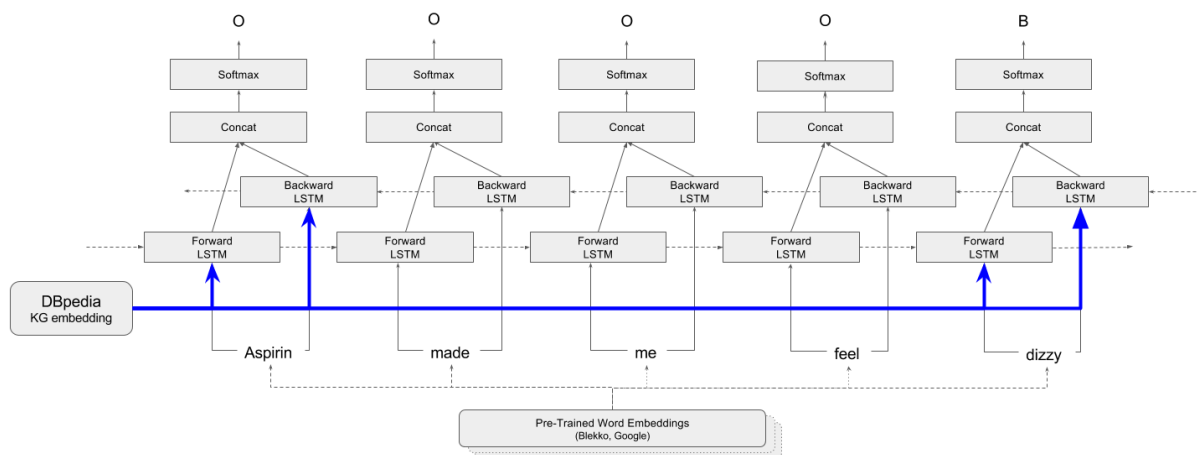 O
O
O
O
B
Softmax
Softmax
Softmax
Softmax
Softmax
Concat
Concat
Concat
Concat
Concat
Backward
LSTM
Backward
LSTM
Backward
LSTM
Backward
LSTM
Backward
LSTM
Forward
LSTM
Forward
LSTM
Forward
LSTM
Forward
LSTM
Forward
LSTM
DBpedia
KG embedding
Aspirin
made
me
feel
dizzy
Pre-Trained Word Embeddings
(Blekko, Google)